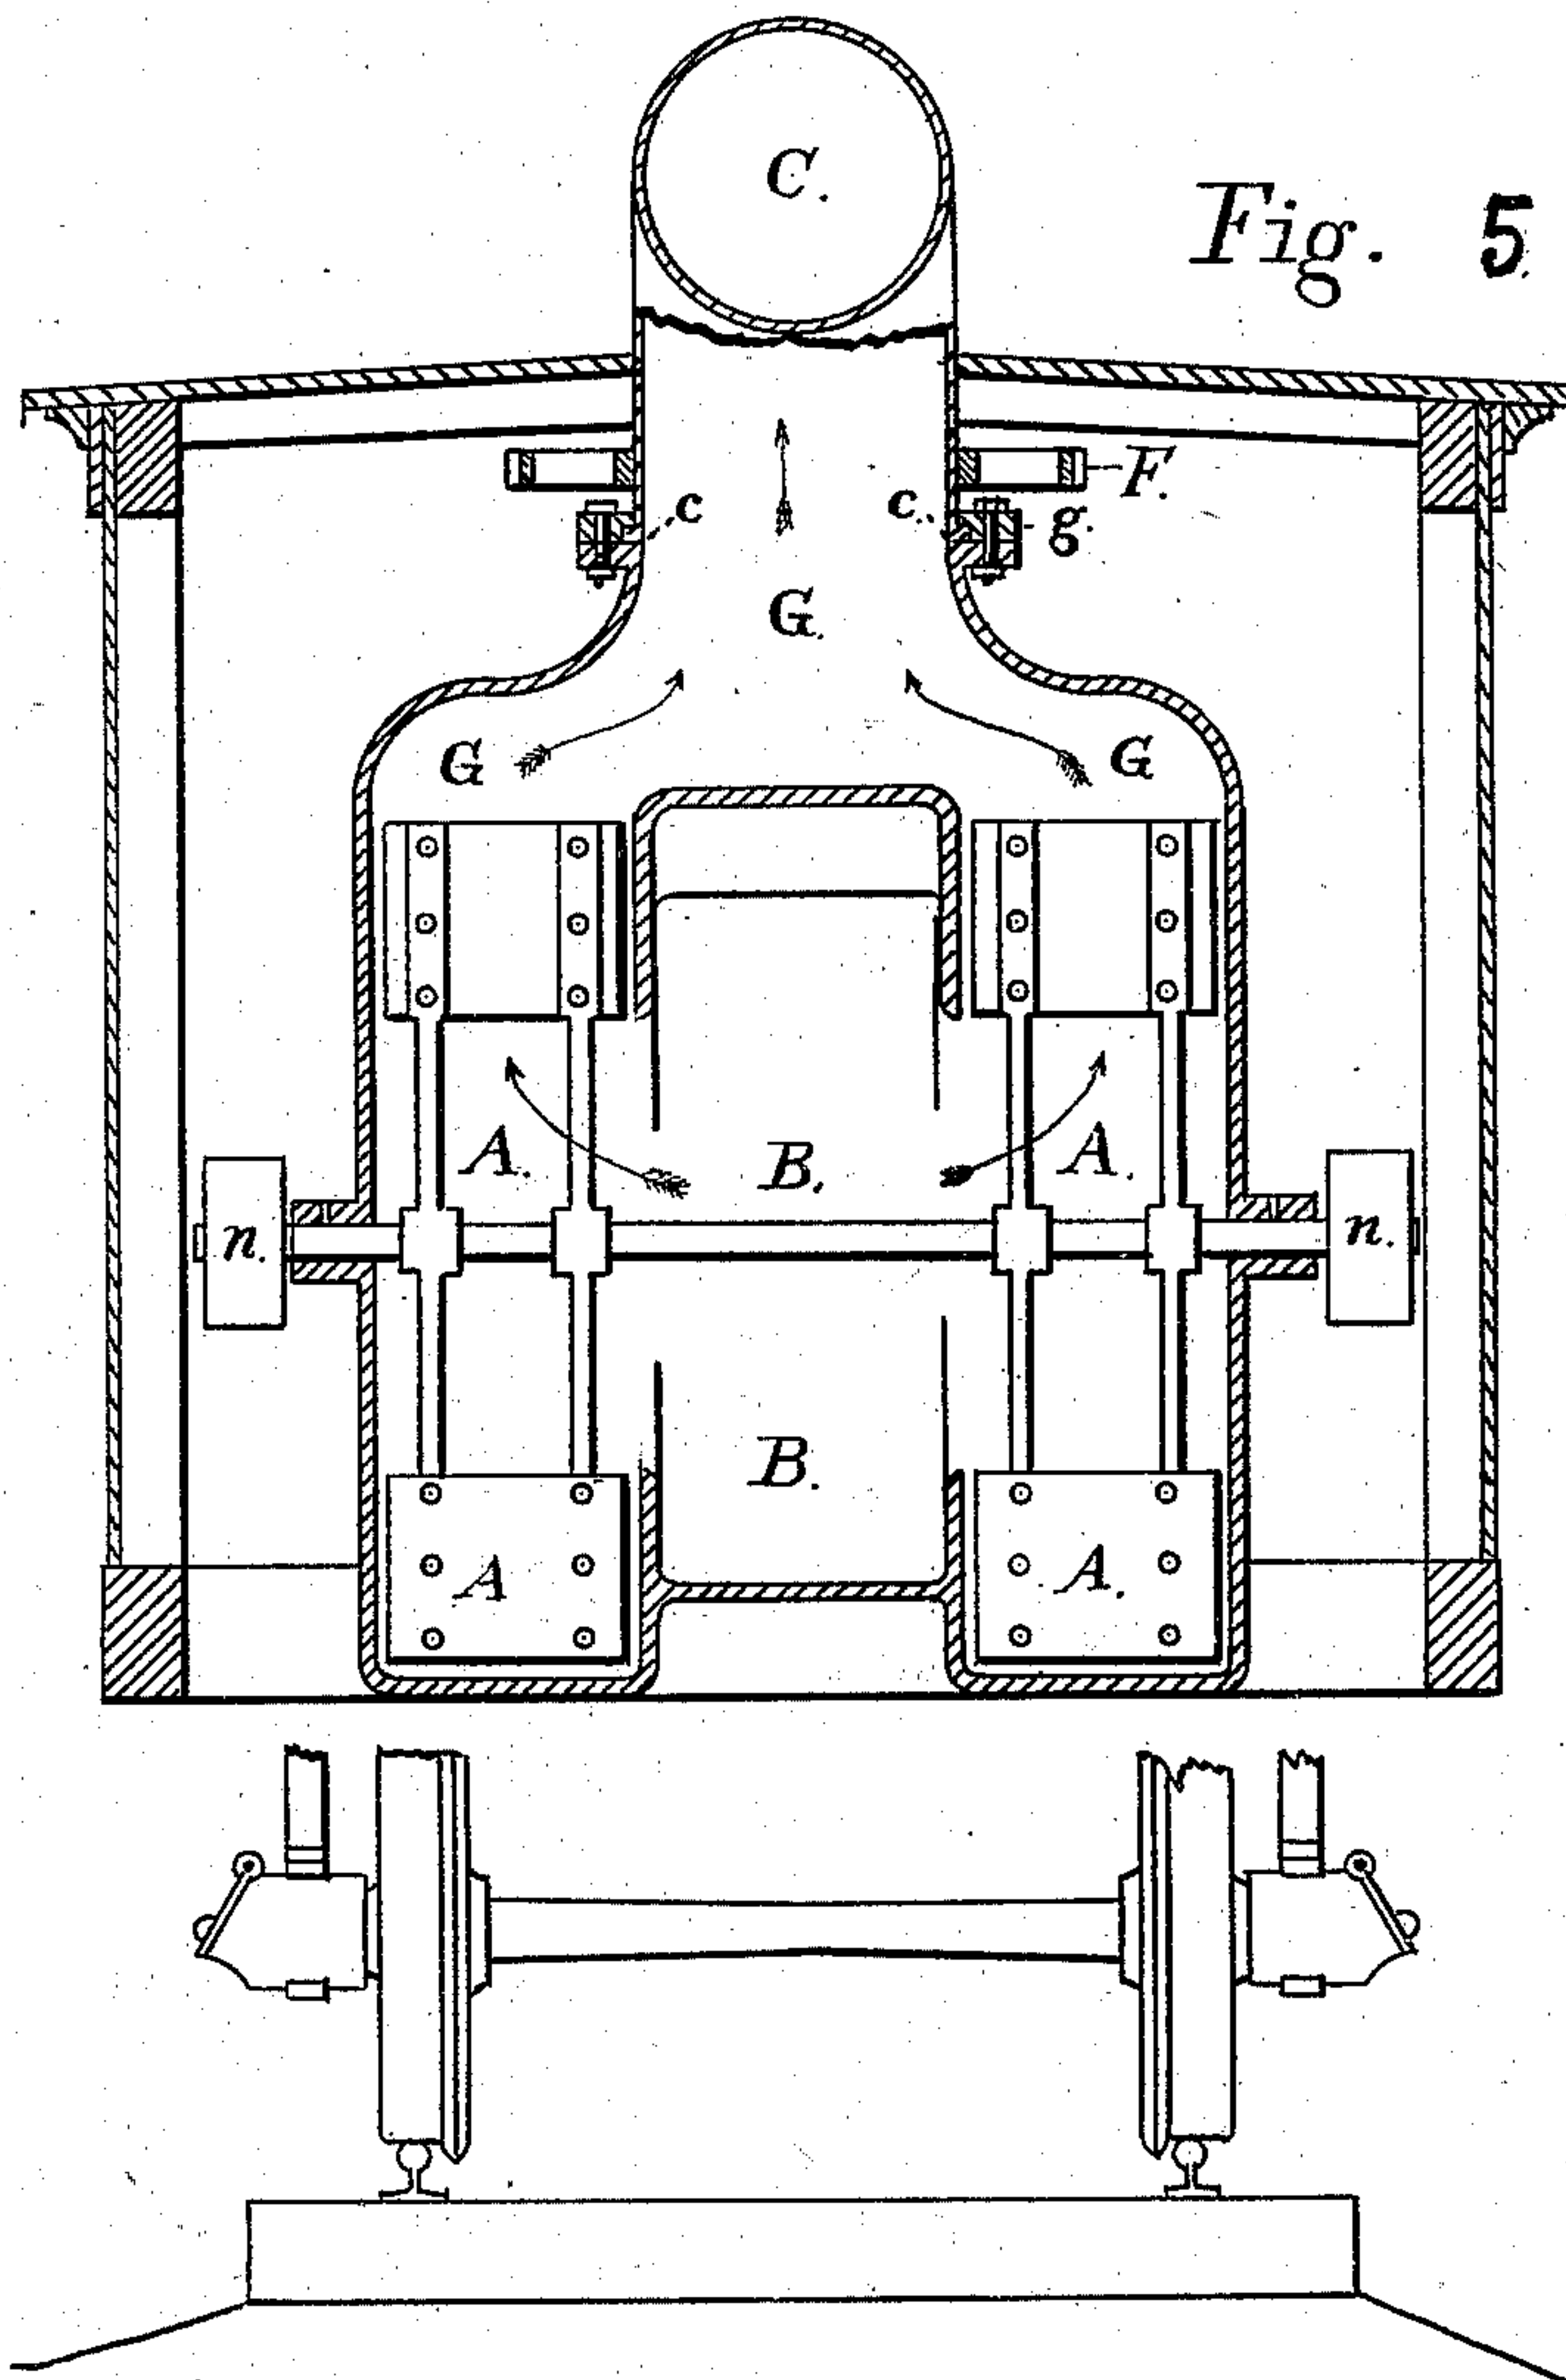 C.
Fig. 5.
F.
c c. g.
G.
G G
A. B. A.
n. n.
B.
A A.